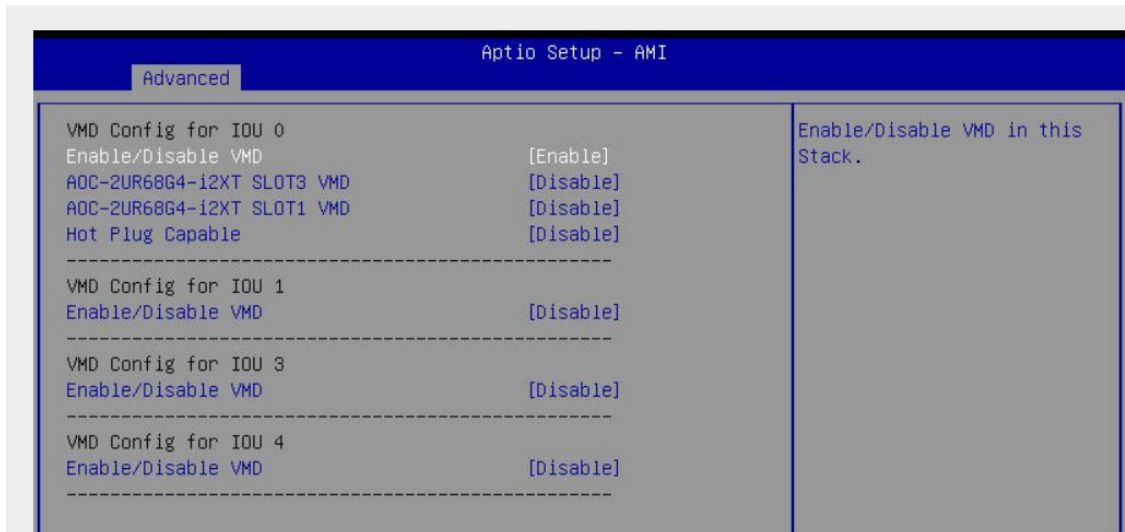 Aptio Setup – AMI
Advanced
VMD Config for IOU 0
Enable/Disable VMD [Enable]
AOC-2UR68G4-i2XT SLOT3 VMD [Disable]
AOC-2UR68G4-i2XT SLOT1 VMD [Disable]
Hot Plug Capable [Disable]
VMD Config for IOU 1
Enable/Disable VMD [Disable]
VMD Config for IOU 3
Enable/Disable VMD [Disable]
VMD Config for IOU 4
Enable/Disable VMD [Disable]
Enable/Disable VMD in this
Stack.